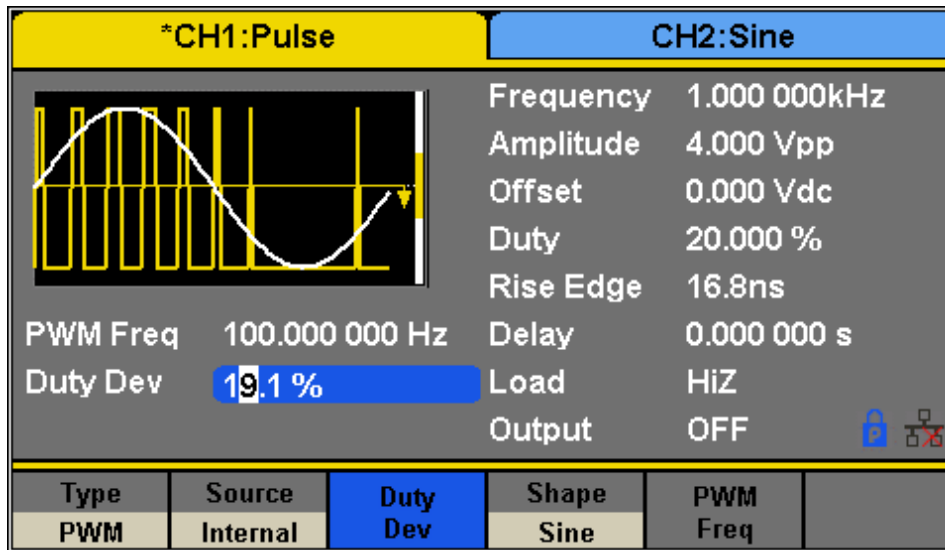 *CH1:Pulse CH2:Sine
Frequency 1.000 000kHz
Amplitude 4.000 Vpp
Offset 0.000 Vdc
Duty 20.000 %
Rise Edge 16.8ns
PWM Freq 100.000 000 Hz Delay 0.000 000 s
Duty Dev 19.1 % Load HiZ
Output OFF P
Type Source Duty Shape PWM
PWM Internal Dev Sine Freq